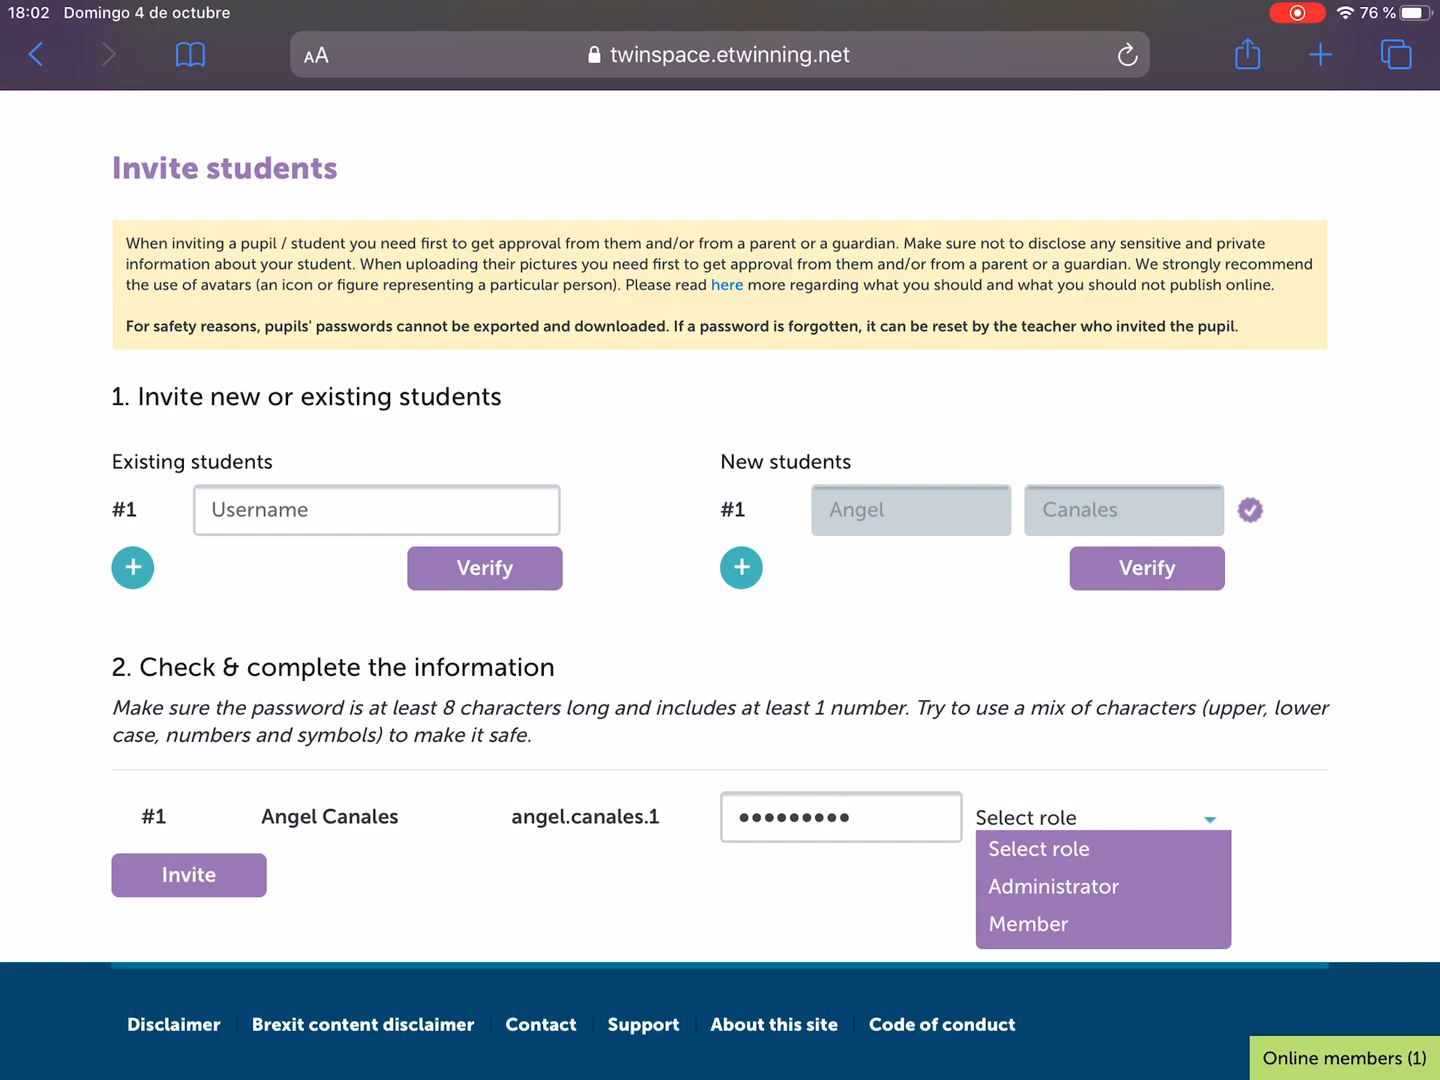 18:02 Domingo 4 de octubre 76 %
AA twinspace.etwinning.net
Invite students
When inviting a pupil / student you need first to get approval from them and/or from a parent or a guardian. Make sure not to disclose any sensitive and private
information about your student. When uploading their pictures you need first to get approval from them and/or from a parent or a guardian. We strongly recommend
the use of avatars (an icon or figure representing a particular person). Please read here more regarding what you should and what you should not publish online.
For safety reasons, pupils' passwords cannot be exported and downloaded. If a password is forgotten, it can be reset by the teacher who invited the pupil.
1. Invite new or existing students
Existing students
#1 Username
+ Verify
New students
#1 Angel Canales
+ Verify
2. Check & complete the information
Make sure the password is at least 8 characters long and includes at least 1 number. Try to use a mix of characters (upper, lower
case, numbers and symbols) to make it safe.
#1 Angel Canales angel.canales.1 ••••••••• Select role
Select role
Administrator
Member
Invite
Disclaimer Brexit content disclaimer Contact Support About this site Code of conduct
Online members (1)